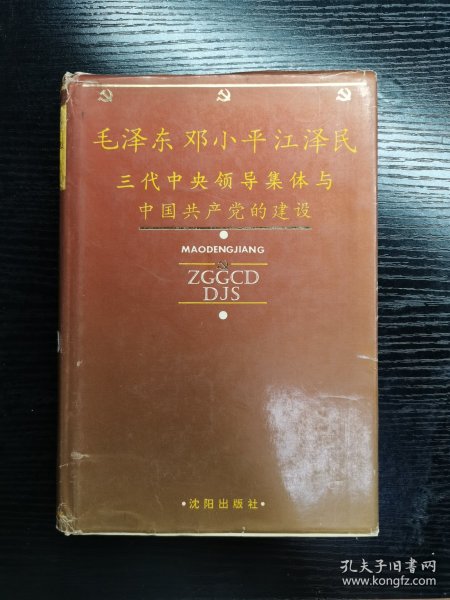 毛泽东 邓小平 江泽民
三代中央领导集体与
中国共产党的建设
MAODENGJIANG
ZGGCD
DJS
·沈阳出版社·
孔夫子旧书网
www.kongfz.com